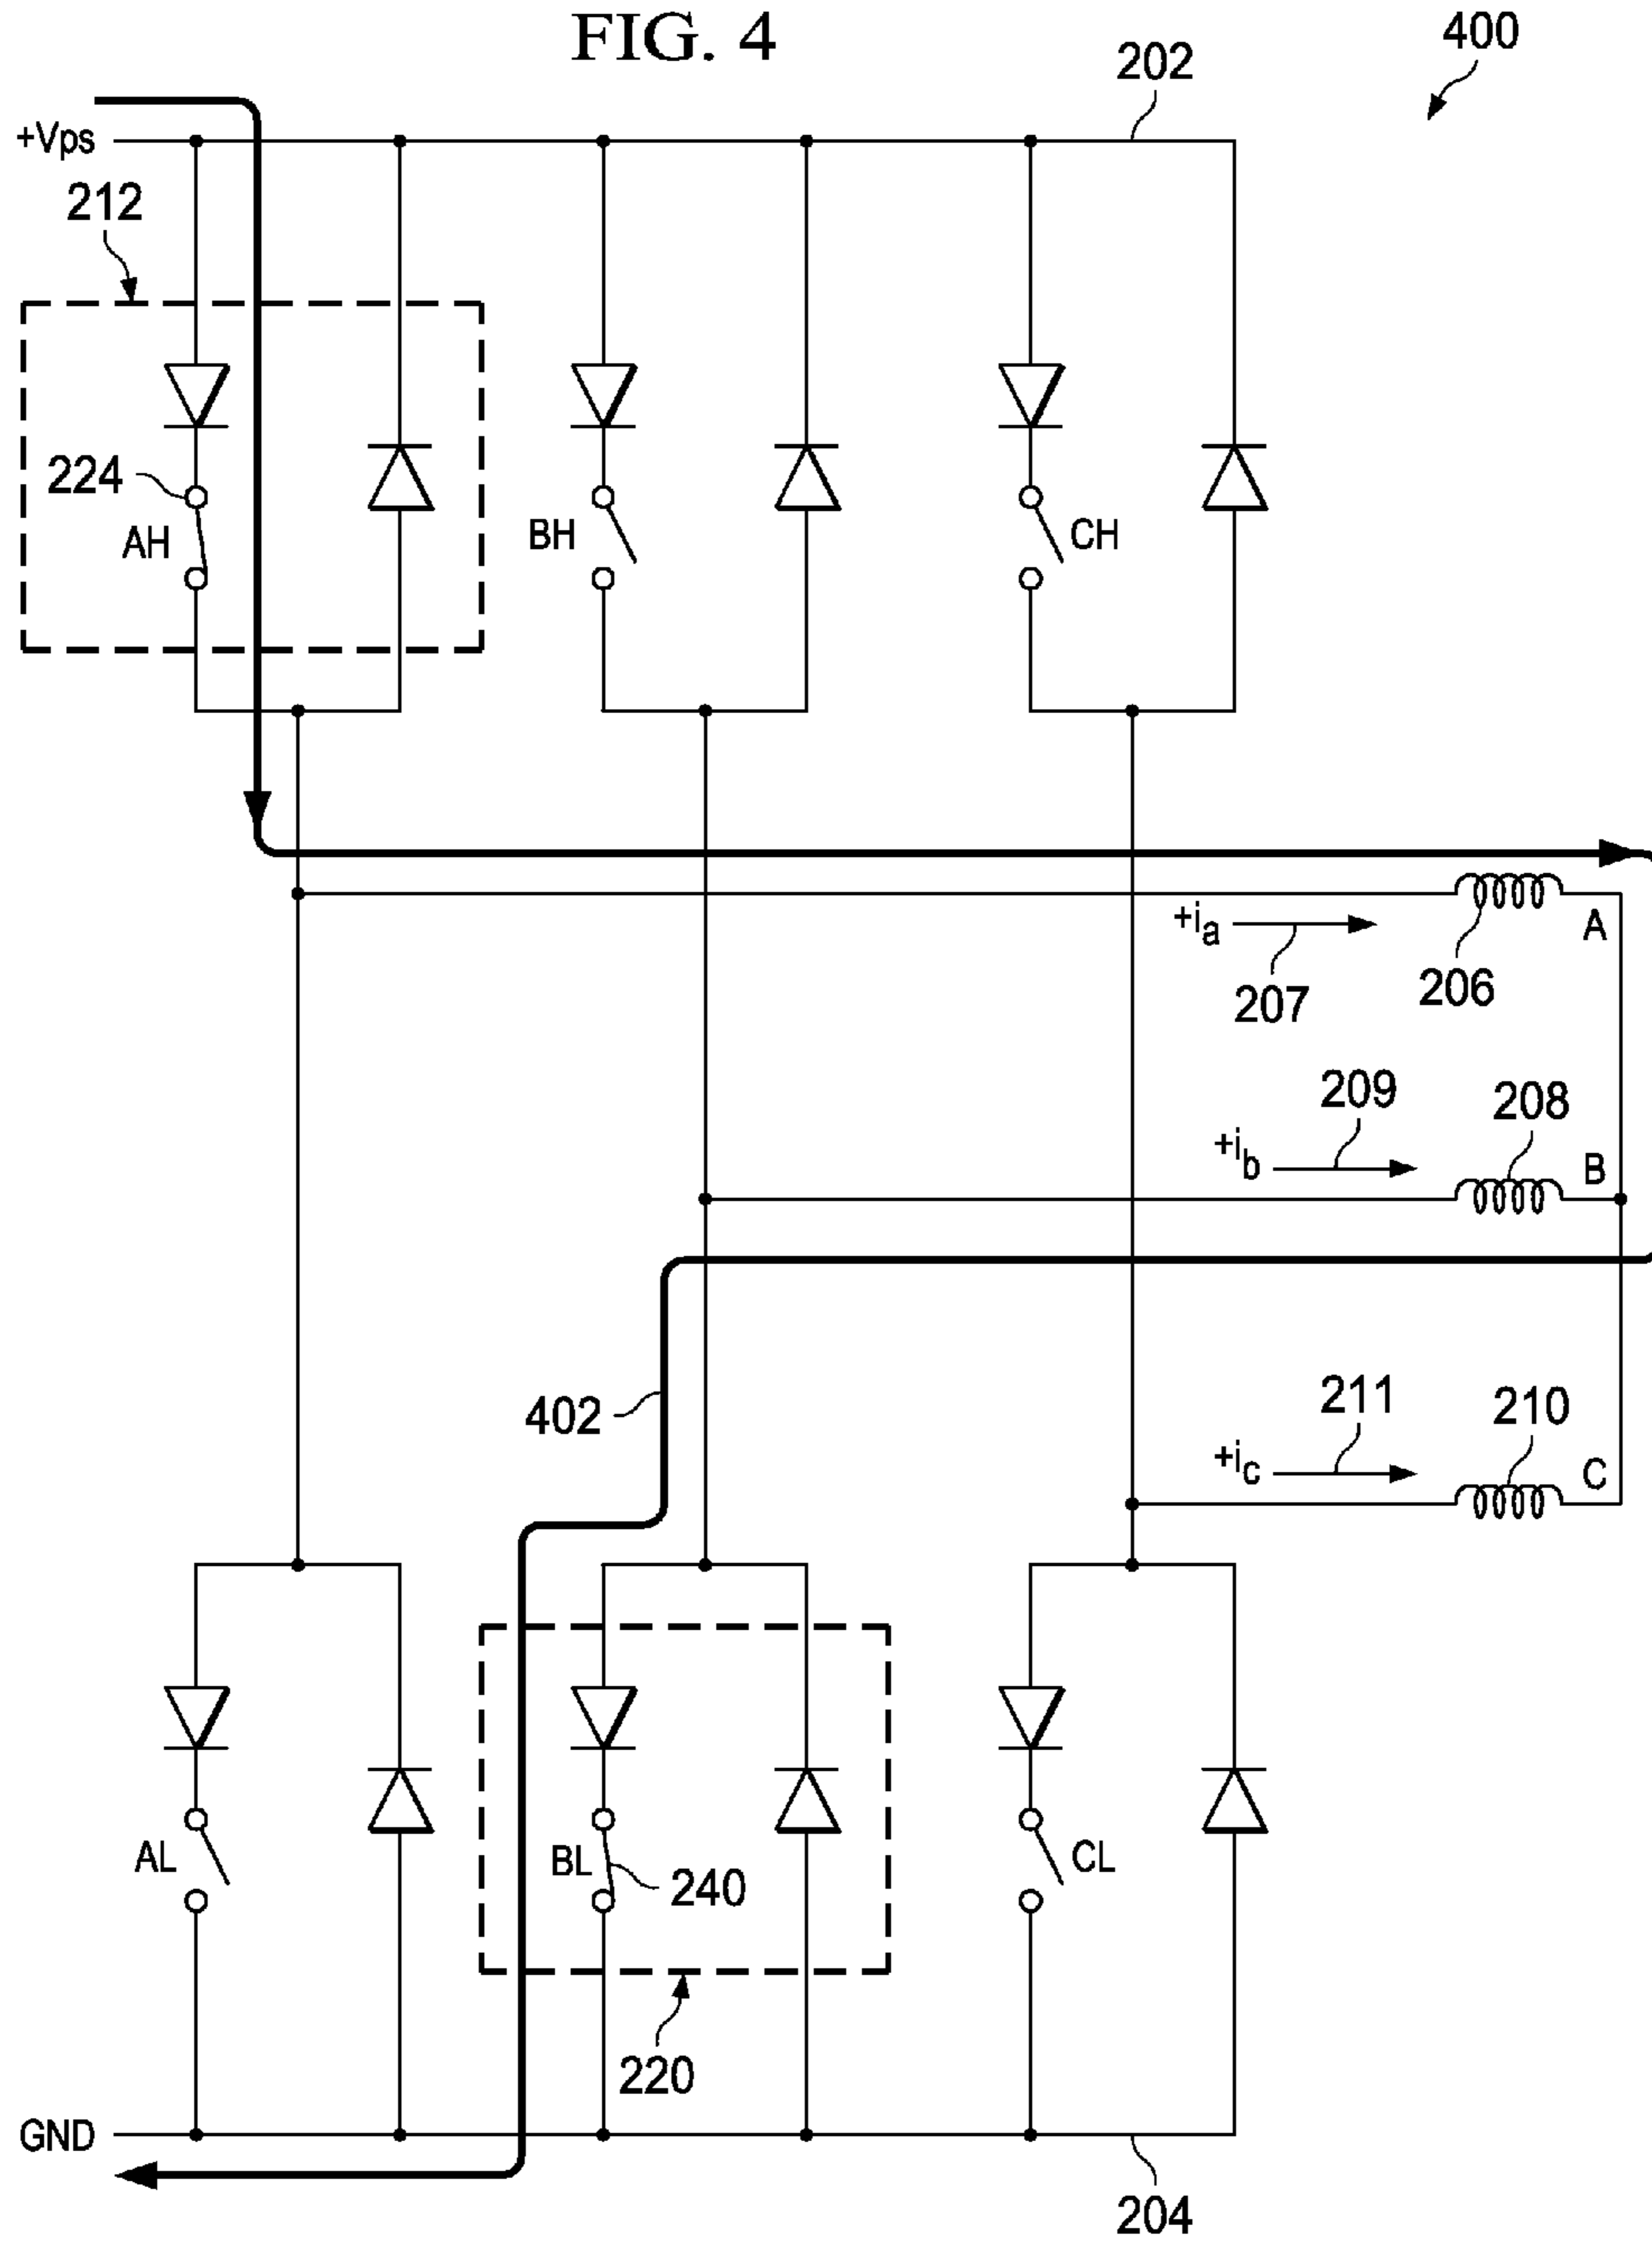 FIG. 4
400
202
+Vps
212
224
AH
BH
CH
+ia
A
207
206
209
208
+ib
B
402
211
210
+ic
C
AL
BL
240
CL
220
GND
204